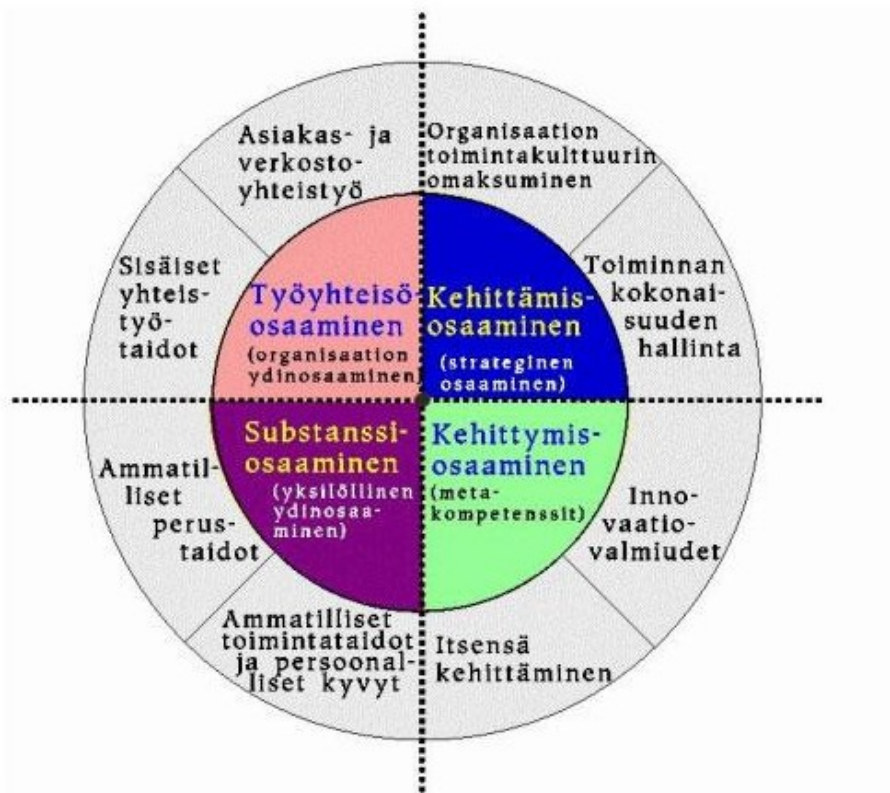 Asiakas- ja
verkosto-
yhteistyö
Organisaation
toimintakulttuurin
omaksuminen
Sisäiset
yhteis-
työ-
taidot
Työyhteisö-
osaaminen
(organisaation
ydinosaaminen)
Kehittämis-
osaaminen
(strateginen
osaaminen)
Toiminnan
kokonai-
suuden
hallinta
Ammatil-
liset
perus-
taidot
Substanssi-
osaaminen
(yksilöllinen
ydinosaa-
minen)
Kehittymis-
osaaminen
(meta-
kompetenssit)
Inno-
vaatio-
valmiudet
Ammatilliset
toimintataidot
ja persoonal-
liset kyvyt
Itsensä
kehittäminen